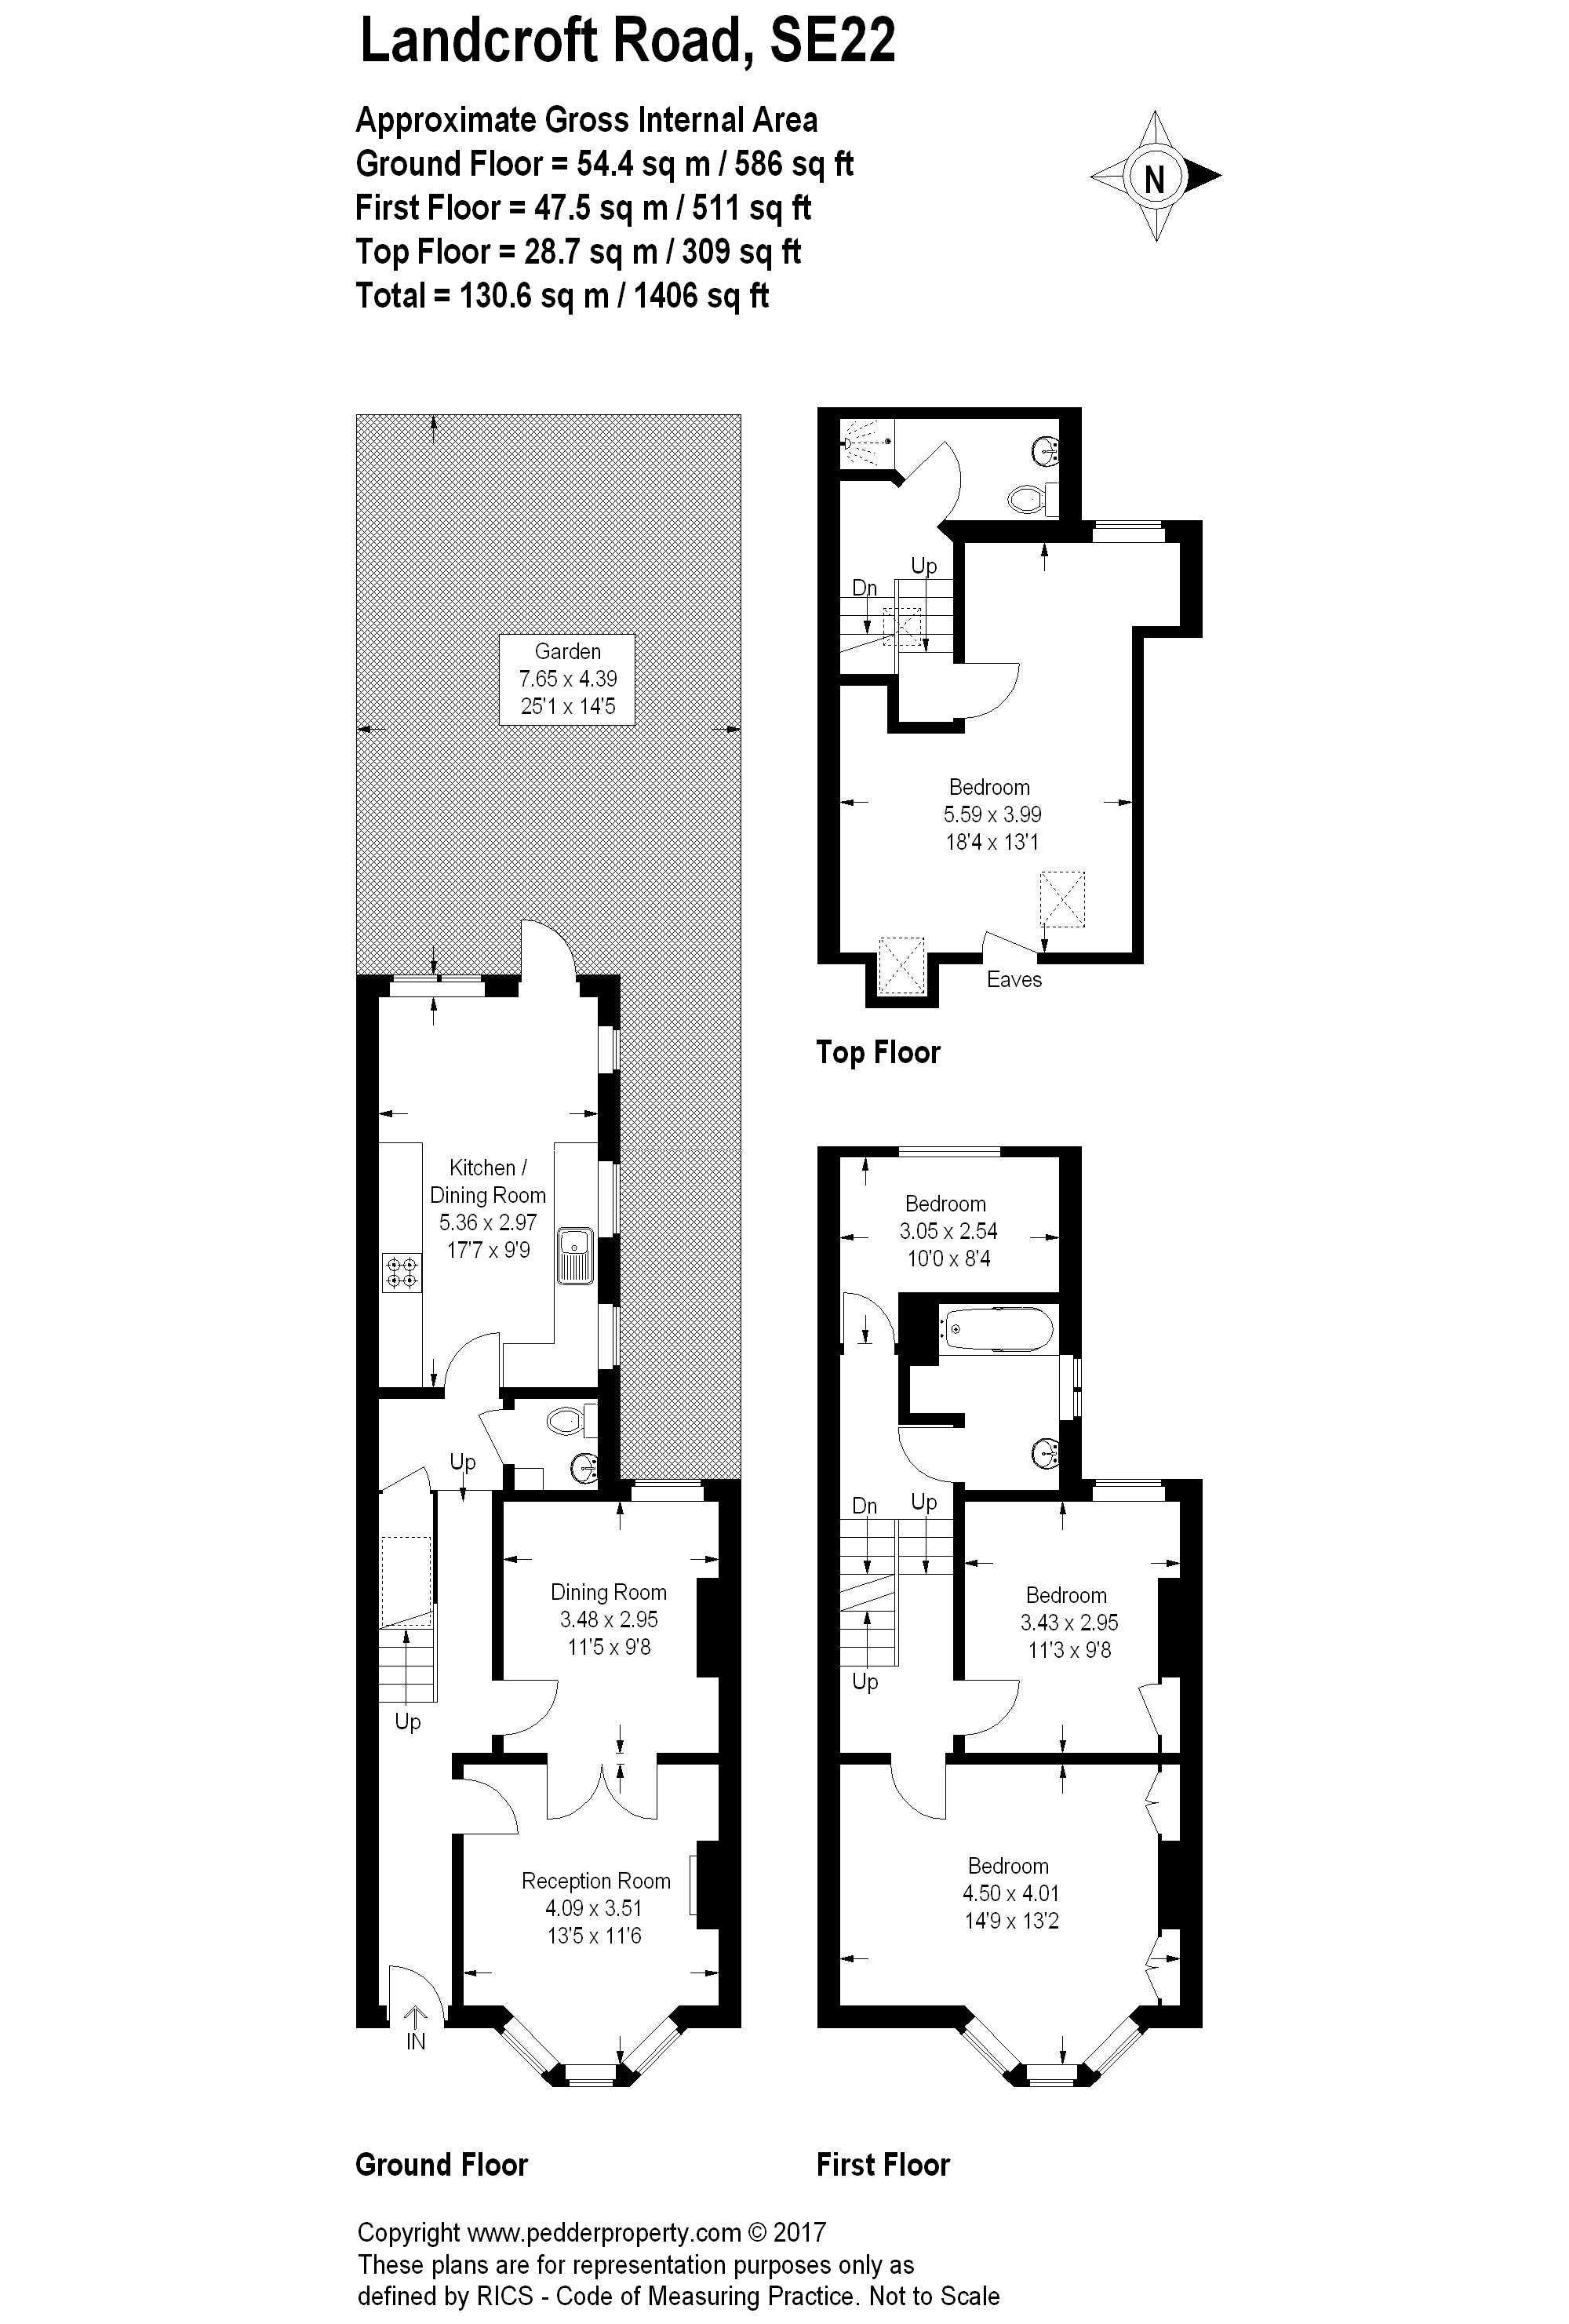 Landcroft Road, SE22
Approximate Gross Internal Area
Ground Floor = 54.4 sq m / 586 sq ft
First Floor = 47.5 sq m / 511 sq ft
Top Floor = 28.7 sq m / 309 sq ft
Total = 130.6 sq m / 1406 sq ft
N
Garden
7.65 x 4.39
25'1 x 14'5
Up
Dn
Bedroom
5.59 x 3.99
18'4 x 13'1
Eaves
Top Floor
Kitchen /
Dining Room
5.36 x 2.97
17'7 x 9'9
Up
Dining Room
3.48 x 2.95
11'5 x 9'8
Up
Reception Room
4.09 x 3.51
13'5 x 11'6
IN
Ground Floor
Bedroom
3.05 x 2.54
10'0 x 8'4
Dn
Up
Bedroom
3.43 x 2.95
11'3 x 9'8
Up
Bedroom
4.50 x 4.01
14'9 x 13'2
First Floor
Copyright www.pedderproperty.com © 2017
These plans are for representation purposes only as
defined by RICS - Code of Measuring Practice. Not to Scale